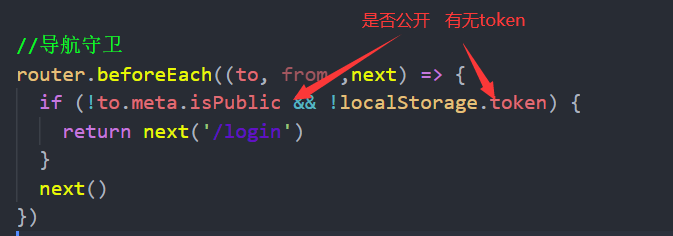 是否公开 有无token
//导航守卫
router.beforeEach((to, from ,next) => {
if (!to.meta.isPublic && !localStorage.token) {
return next('/login')
}
next()
})